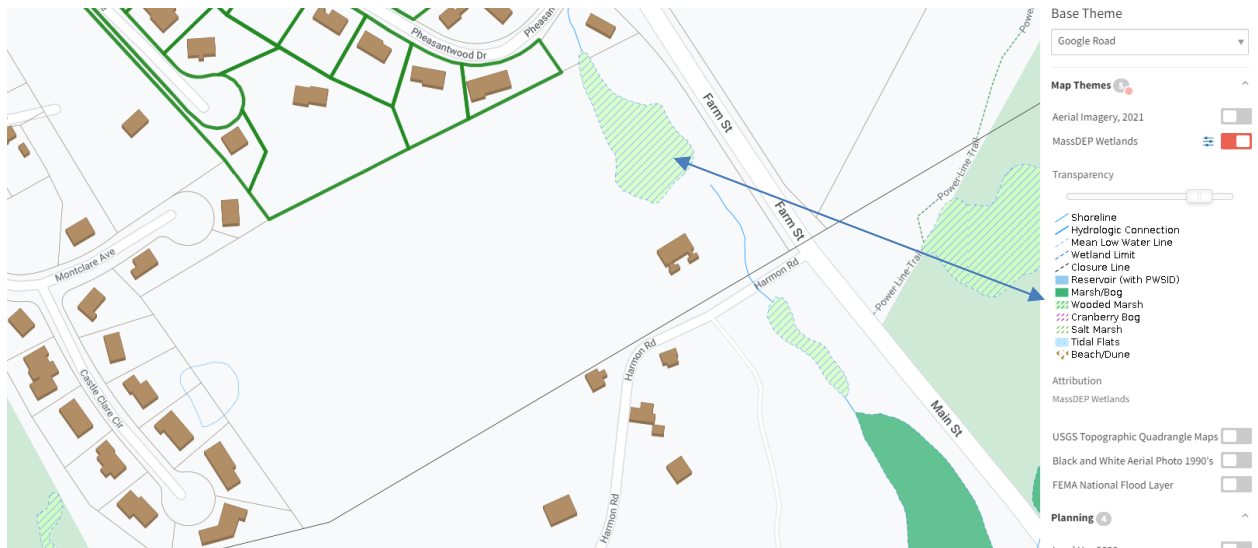 Pheasantwood Dr
Pheasan
Farm St
Farm St
Power Line Trail
Power Line Trail
Montclare Ave
Harmon Rd
Harmon Rd
Harmon Rd
Castle Clare Cir
Main St
Base Theme
Google Road
Map Themes 5
Aerial Imagery, 2021
MassDEP Wetlands
Transparency
Shoreline
Hydrologic Connection
Mean Low Water Line
Wetland Limit
Closure Line
Reservoir (with PWSID)
Marsh/Bog
Wooded Marsh
Cranberry Bog
Salt Marsh
Tidal Flats
Beach/Dune
Attribution
MassDEP Wetlands
USGS Topographic Quadrangle Maps
Black and White Aerial Photo 1990's
FEMA National Flood Layer
Planning 4